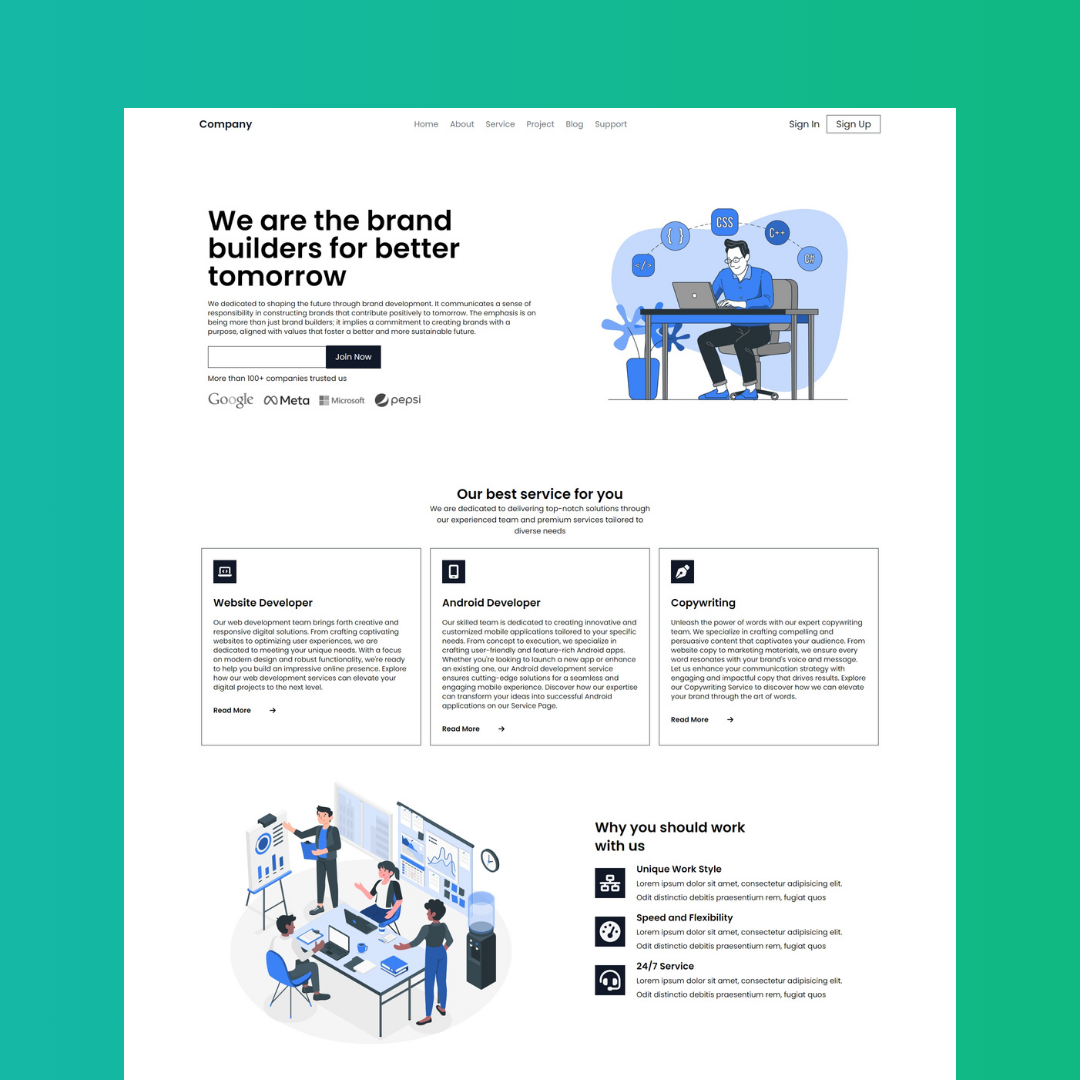 Company
Home About Service Project Blog Support
Sign In Sign Up
We are the brand
builders for better
tomorrow
We dedicated to shaping the future through brand development. It communicates a sense of
responsibility in constructing brands that contribute positively to tomorrow. The emphasis is on
being more than just brand builders; it implies a commitment to creating brands with a
purpose, aligned with values that foster a better and more sustainable future.
Join Now
More than 100+ companies trusted us
Google Meta Microsoft pepsi
{ } CSS C++
</> C#
Our best service for you
We are dedicated to delivering top-notch solutions through
our experienced team and premium services tailored to
diverse needs
Website Developer
Our web development team brings forth creative and
responsive digital solutions. From crafting captivating
websites to optimizing user experiences, we are
dedicated to meeting your unique needs. With a focus
on modern design and robust functionality, we're ready
to help you build an impressive online presence. Explore
how our web development services can elevate your
digital projects to the next level.
Read More →
Android Developer
Our skilled team is dedicated to creating innovative and
customized mobile applications tailored to your specific
needs. From concept to execution, we specialize in
crafting user-friendly and feature-rich Android apps.
Whether you're looking to launch a new app or enhance
an existing one, our Android development service
ensures cutting-edge solutions for a seamless and
engaging mobile experience. Discover how our expertise
can transform your ideas into successful Android
applications on our Service Page.
Read More →
Copywriting
Unleash the power of words with our expert copywriting
team. We specialize in crafting compelling and
persuasive content that captivates your audience. From
website copy to marketing materials, we ensure every
word resonates with your brand's voice and message.
Let us enhance your communication strategy with
engaging and impactful copy that drives results. Explore
our Copywriting Service to discover how we can elevate
your brand through the art of words.
Read More →
Why you should work
with us
Unique Work Style
Lorem ipsum dolor sit amet, consectetur adipisicing elit.
Odit distinctio debitis praesentium rem, fugiat quos
Speed and Flexibility
Lorem ipsum dolor sit amet, consectetur adipisicing elit.
Odit distinctio debitis praesentium rem, fugiat quos
24/7 Service
Lorem ipsum dolor sit amet, consectetur adipisicing elit.
Odit distinctio debitis praesentium rem, fugiat quos